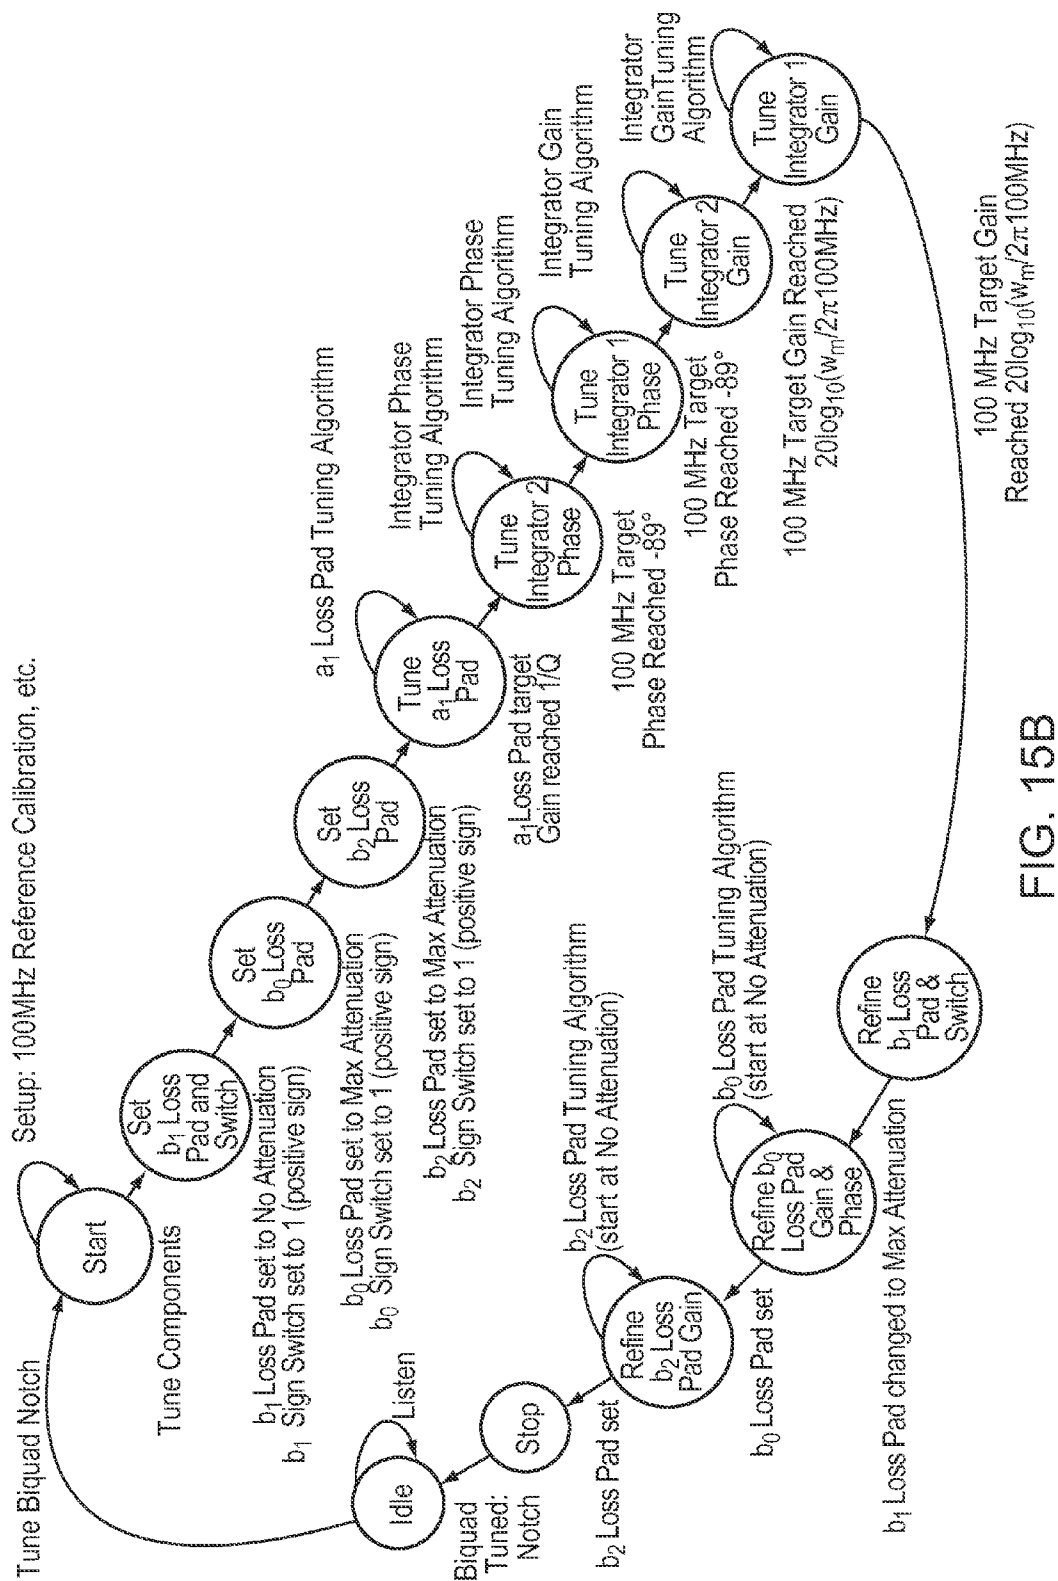 Tune Biquad Notch
Setup: 100MHz Reference Calibration, etc.
Start
Tune Components
Set
b₁ Loss
Pad and
Switch
b₁ Loss Pad set to No Attenuation
b₁ Sign Switch set to 1 (positive sign)
Set
b₀ Loss
Pad
b₀ Loss Pad set to Max Attenuation
b₀ Sign Switch set to 1 (positive sign)
Set
b₂ Loss
Pad
b₂ Loss Pad set to Max Attenuation
b₂ Sign Switch set to 1 (positive sign)
a₁ Loss Pad Tuning Algorithm
Tune
a₁ Loss
Pad
a₁Loss Pad target
Gain reached 1/Q
Integrator Phase
Tuning Algorithm
Tune
Integrator 2
Phase
100 MHz Target
Phase Reached -89°
Integrator Phase
Tuning Algorithm
Tune
Integrator 1
Phase
100 MHz Target
Phase Reached -89°
Integrator Gain
Tuning Algorithm
Tune
Integrator 2
Gain
100 MHz Target Gain Reached
20log₁₀(wₘ/2π100MHz)
Integrator
GainTuning
Algorithm
Tune
Integrator 1
Gain
100 MHz Target Gain
Reached 20log₁₀(wₘ/2π100MHz)
Refine
b₁ Loss
Pad &
Switch
b₁ Loss Pad changed to Max Attenuation
b₀ Loss Pad Tuning Algorithm
(start at No Attenuation)
Refine b₀
Loss Pad
Gain &
Phase
b₀ Loss Pad set
b₂ Loss Pad Tuning Algorithm
(start at No Attenuation)
Refine
b₂ Loss
Pad Gain
b₂ Loss Pad set
Stop
Biquad
Tuned:
Notch
Idle
Listen
FIG. 15B